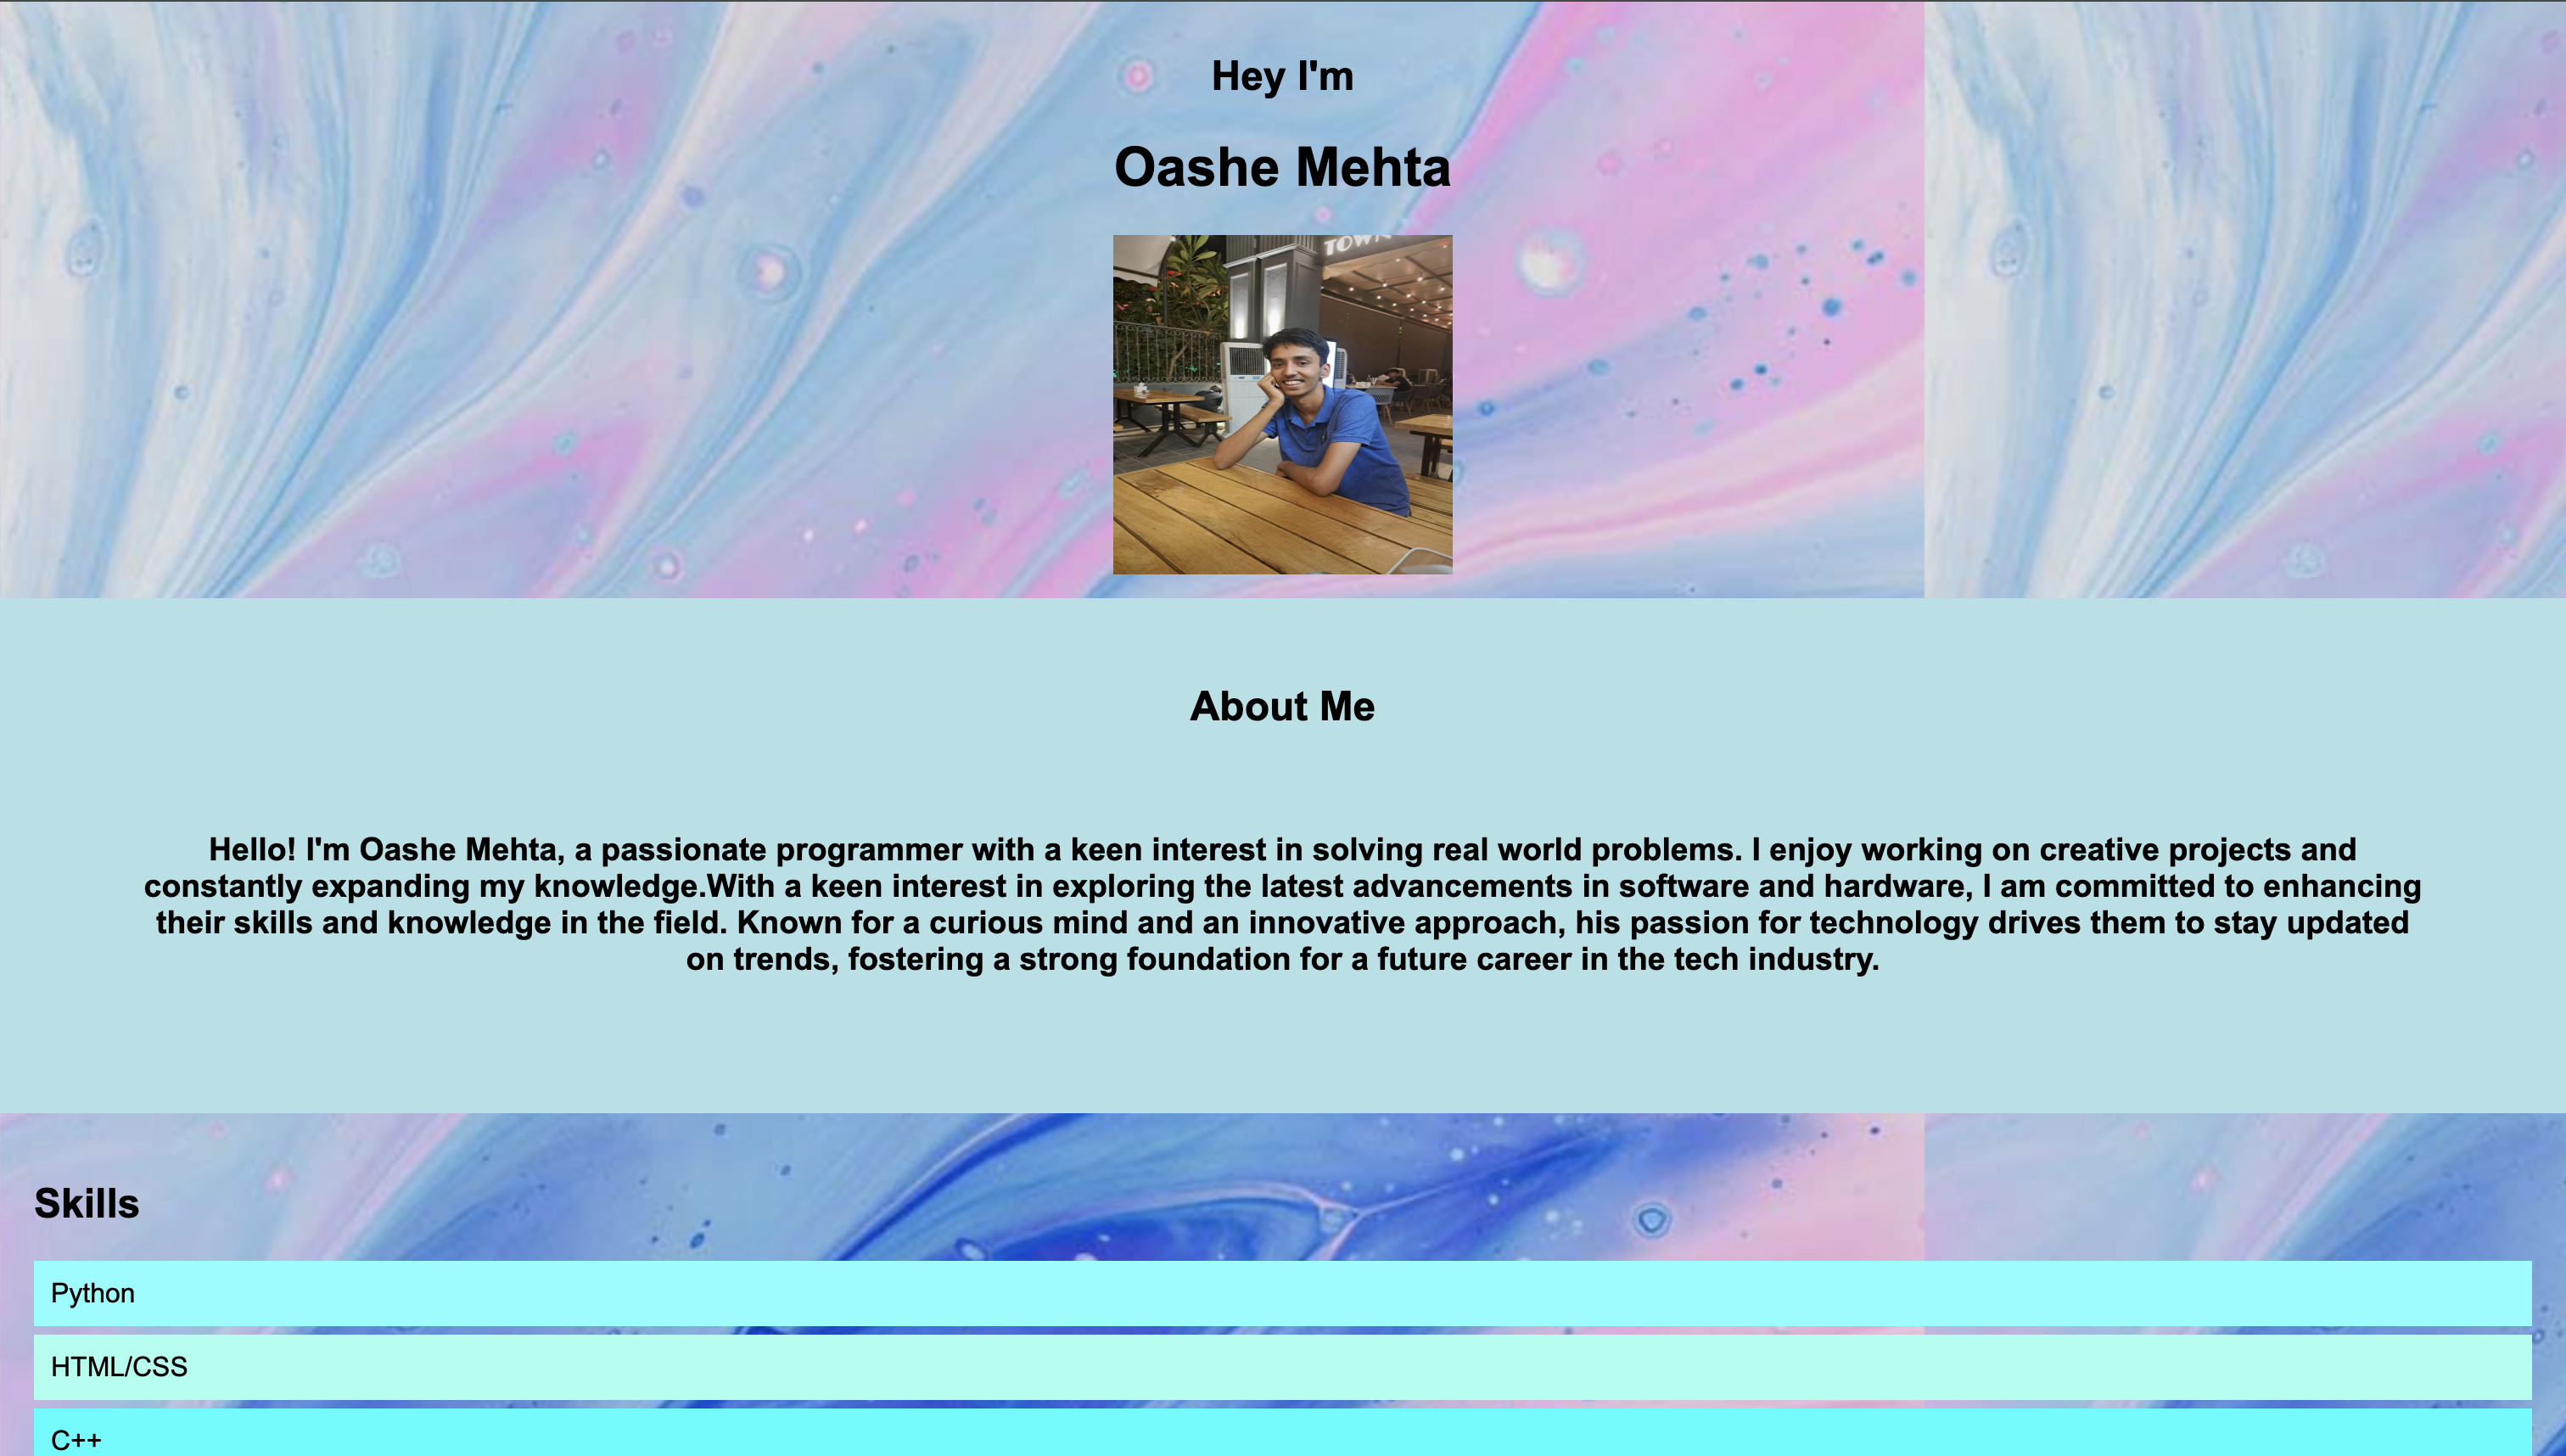 Hey I'm
Oashe Mehta
TOWN
About Me
Hello! I'm Oashe Mehta, a passionate programmer with a keen interest in solving real world problems. I enjoy working on creative projects and
constantly expanding my knowledge.With a keen interest in exploring the latest advancements in software and hardware, I am committed to enhancing
their skills and knowledge in the field. Known for a curious mind and an innovative approach, his passion for technology drives them to stay updated
on trends, fostering a strong foundation for a future career in the tech industry.
Skills
Python
HTML/CSS
C++